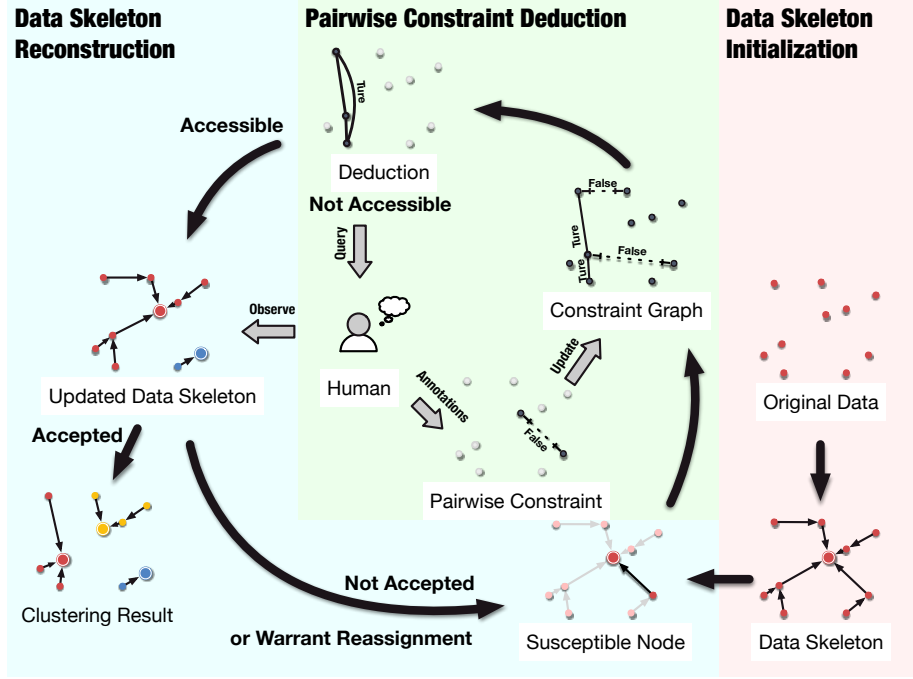 Data Skeleton
Reconstruction
Pairwise Constraint Deduction
Data Skeleton
Initialization
Ture
Accessible
Deduction
Not Accessible
Query
False
Ture
False
Ture
Constraint Graph
Observe
Human
Updated Data Skeleton
Update
Annotations
False
Pairwise Constraint
Original Data
Accepted
Clustering Result
Not Accepted
or Warrant Reassignment
Susceptible Node
Data Skeleton